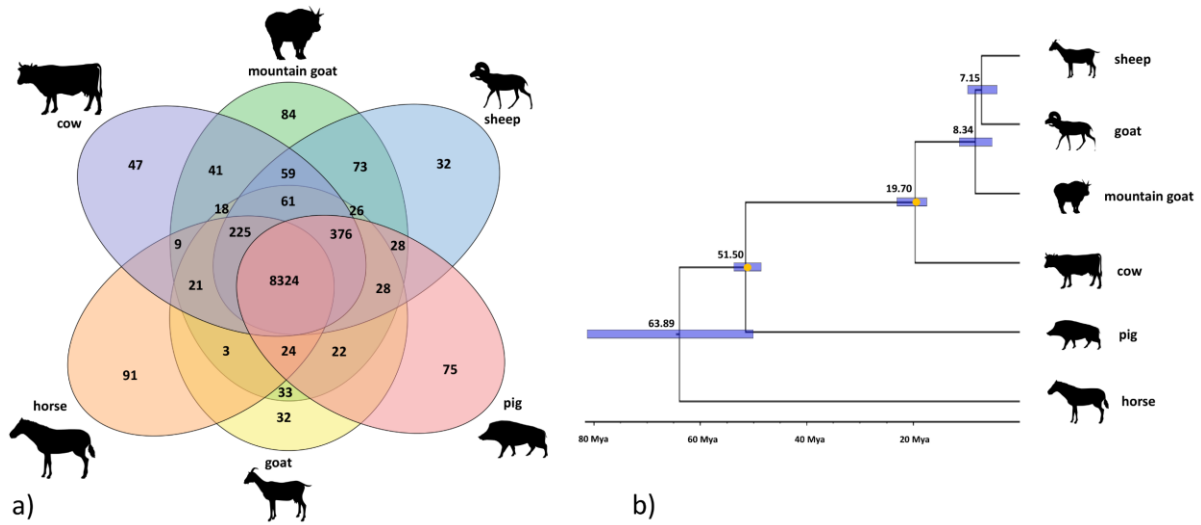 mountain goat
cow
sheep
84
47
41
59
73
32
18
61
26
9
225
376
28
21
8324
28
3
24
22
91
33
75
32
horse
pig
goat
a)
7.15
sheep
8.34
goat
19.70
mountain goat
51.50
cow
63.89
pig
horse
80 Mya
60 Mya
40 Mya
20 Mya
b)